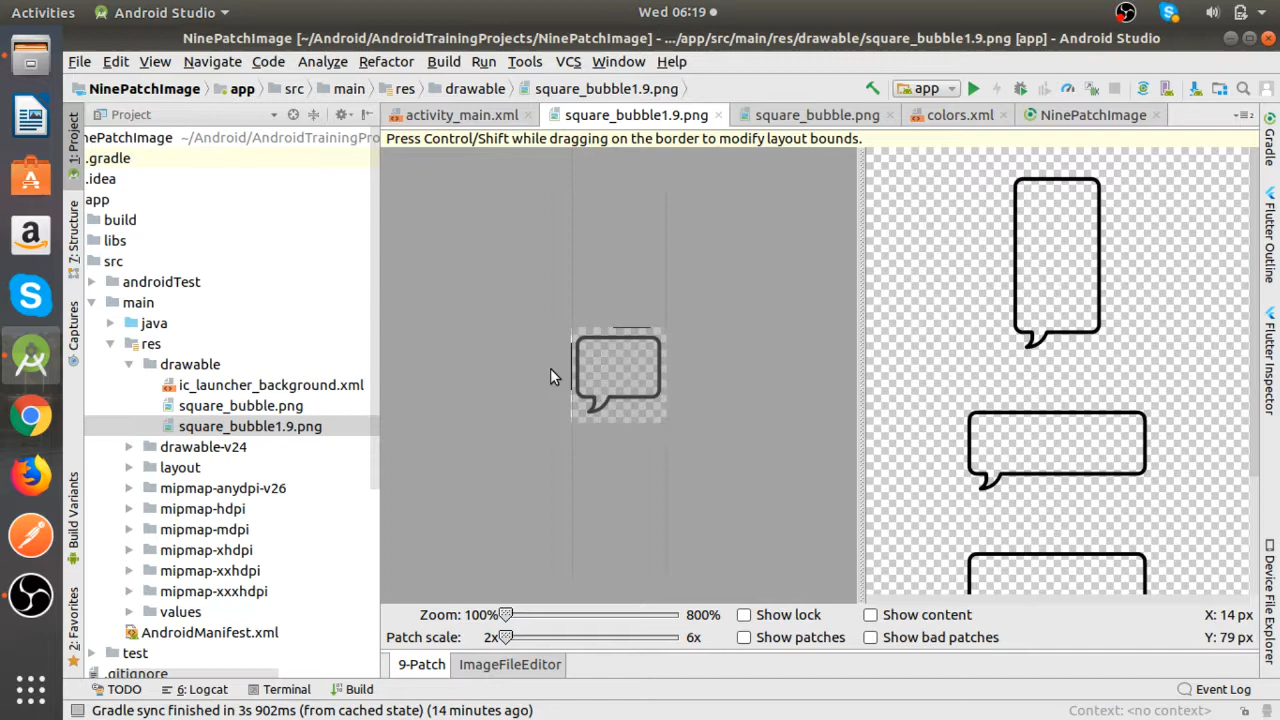 Activities Android Studio Wed 06:19
NinePatchImage [~/Android/AndroidTrainingProjects/NinePatchImage] - .../app/src/main/res/drawable/square_bubble1.9.png [app] - Android Studio
File Edit View Navigate Code Analyze Refactor Build Run Tools VCS Window Help
NinePatchImage app src main res drawable square_bubble1.9.png app
Project activity_main.xml square_bubble1.9.png square_bubble.png colors.xml NinePatchImage
Press Control/Shift while dragging on the border to modify layout bounds.
1: Project
7: Structure
Captures
Build Variants
2: Favorites
nePatchImage ~/Android/AndroidTrainingPro
.gradle
.idea
app
build
libs
src
androidTest
main
java
res
drawable
ic_launcher_background.xml
square_bubble.png
square_bubble1.9.png
drawable-v24
layout
mipmap-anydpi-v26
mipmap-hdpi
mipmap-mdpi
mipmap-xhdpi
mipmap-xxhdpi
mipmap-xxxhdpi
values
AndroidManifest.xml
test
.gitignore
Gradle
Flutter Outline
Flutter Inspector
Device File Explorer
Zoom: 100% 800% Show lock Show content X: 14 px
Patch scale: 2x 6x Show patches Show bad patches Y: 79 px
9-Patch ImageFileEditor
TODO 6: Logcat Terminal Build Event Log
Gradle sync finished in 3s 902ms (from cached state) (14 minutes ago) Context: <no context>